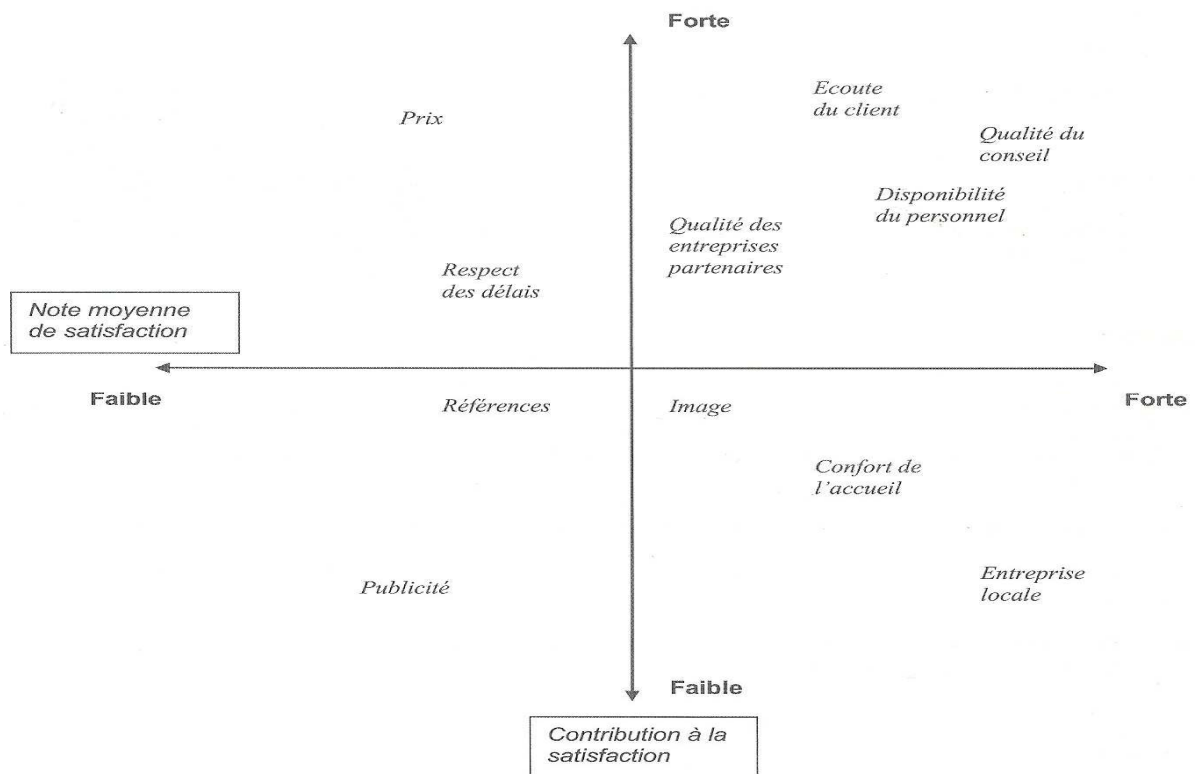 Forte
Ecoute
du client
Prix
Qualité du
conseil
Disponibilité
du personnel
Qualité des
entreprises
partenaires
Respect
des délais
Note moyenne
de satisfaction
Faible
Références
Image
Forte
Confort de
l'accueil
Publicité
Entreprise
locale
Faible
Contribution à la
satisfaction